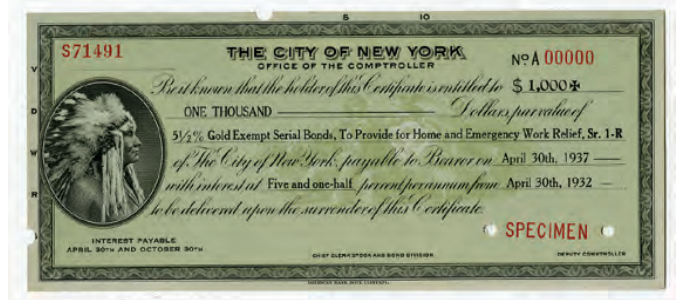 5 10
S71491
THE CITY OF NEW YORK
NO A 00000
OFFICE OF THE COMPTROLLER
Be it known that the holder of this Certificate is entitled to $ 1,000
ONE THOUSAND Dollars, par value of
5½% Gold Exempt Serial Bonds, To Provide for Home and Emergency Work Relief, Sr. 1-R
of The City of New York, payable to Bearer on April 30th, 1937
with interest at Five and one-half percent per annum from April 30th, 1932
to be delivered upon the surrender of this Certificate.
SPECIMEN
INTEREST PAYABLE
APRIL 30TH AND OCTOBER 30TH
CHIEF CLERK STOCK AND BOND DIVISION
DEPUTY COMPTROLLER
AMERICAN BANK NOTE COMPANY.
V
D
W
R